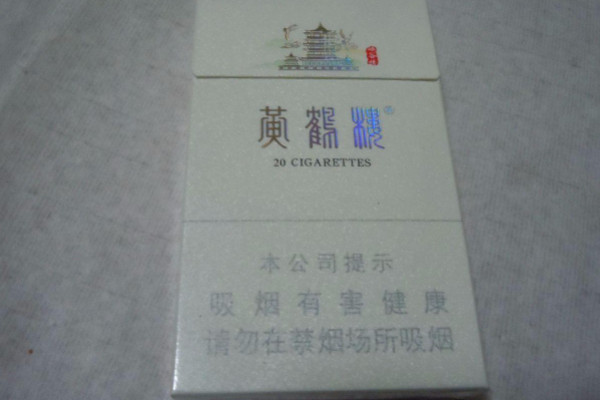 黄鹤楼®
20 CIGARETTES
本公司提示
吸烟有害健康
请勿在禁烟场所吸烟